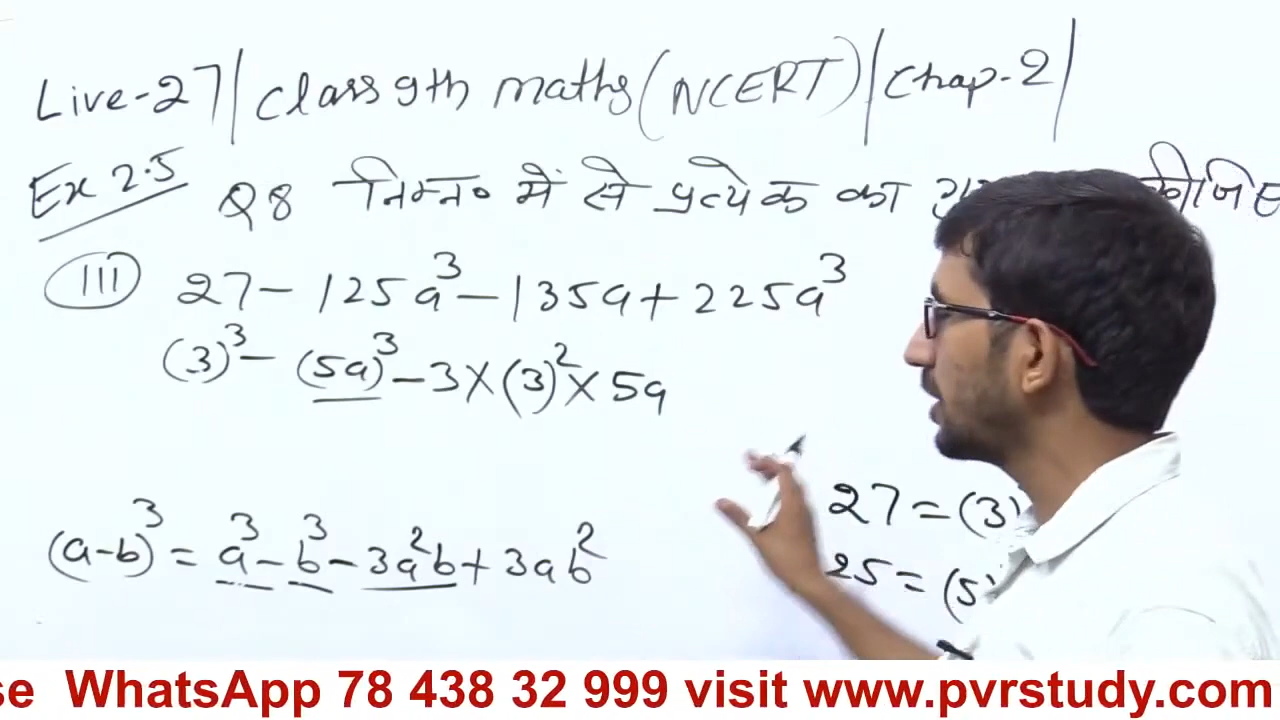 Live-27 | Class 9th maths (NCERT) | Chap-2 |
Ex 2.5 Q8 निम्न० में से प्रत्येक का
(III) 27 - 125a³ - 135a + 225a³
(3)³ - (5a)³ - 3 × (3)² × 5a
27 = (3)
25 = (5)
(a-b)³ = a³ - b³ - 3a²b + 3ab²
se WhatsApp 78 438 32 999 visit www.pvrstudy.com